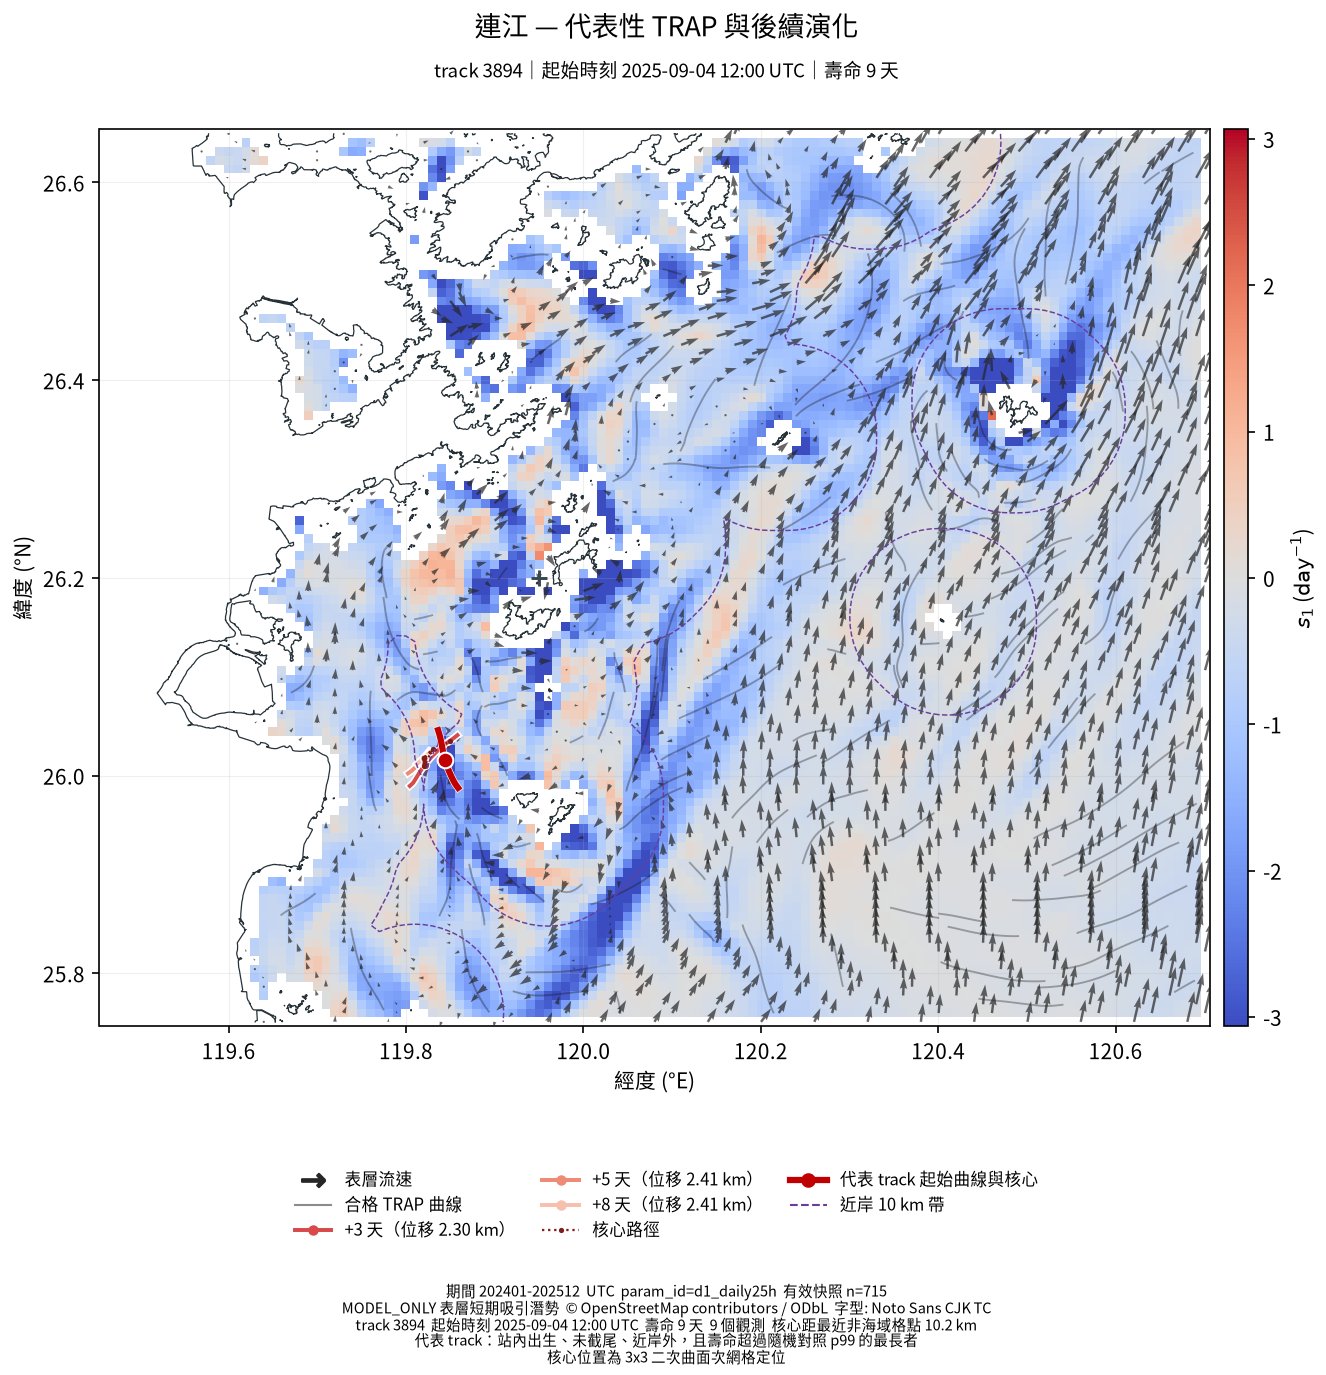 連江 — 代表性 TRAP 與後續演化
track 3894｜起始時刻 2025-09-04 12:00 UTC｜壽命 9 天
26.6
26.4
26.2
26.0
25.8
緯度 (°N)
119.6
119.8
120.0
120.2
120.4
120.6
經度 (°E)
3
2
1
0
-1
-2
-3
s₁ (day⁻¹)
表層流速
合格 TRAP 曲線
+3 天（位移 2.30 km）
+5 天（位移 2.41 km）
+8 天（位移 2.41 km）
核心路徑
代表 track 起始曲線與核心
近岸 10 km 帶
期間 202401-202512 UTC param_id=d1_daily25h 有效快照 n=715
MODEL_ONLY 表層短期吸引潛勢 © OpenStreetMap contributors / ODbL 字型: Noto Sans CJK TC
track 3894 起始時刻 2025-09-04 12:00 UTC 壽命 9 天 9 個觀測 核心距最近非海域格點 10.2 km
代表 track：站內出生、未截尾、近岸外，且壽命超過隨機對照 p99 的最長者
核心位置為 3x3 二次曲面次網格定位